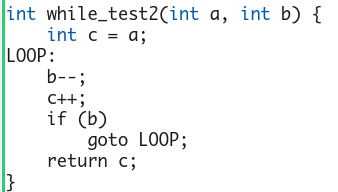 int while_test2(int a, int b) {
    int c = a;
LOOP:
    b--;
    c++;
    if (b)
        goto LOOP;
    return c;
}